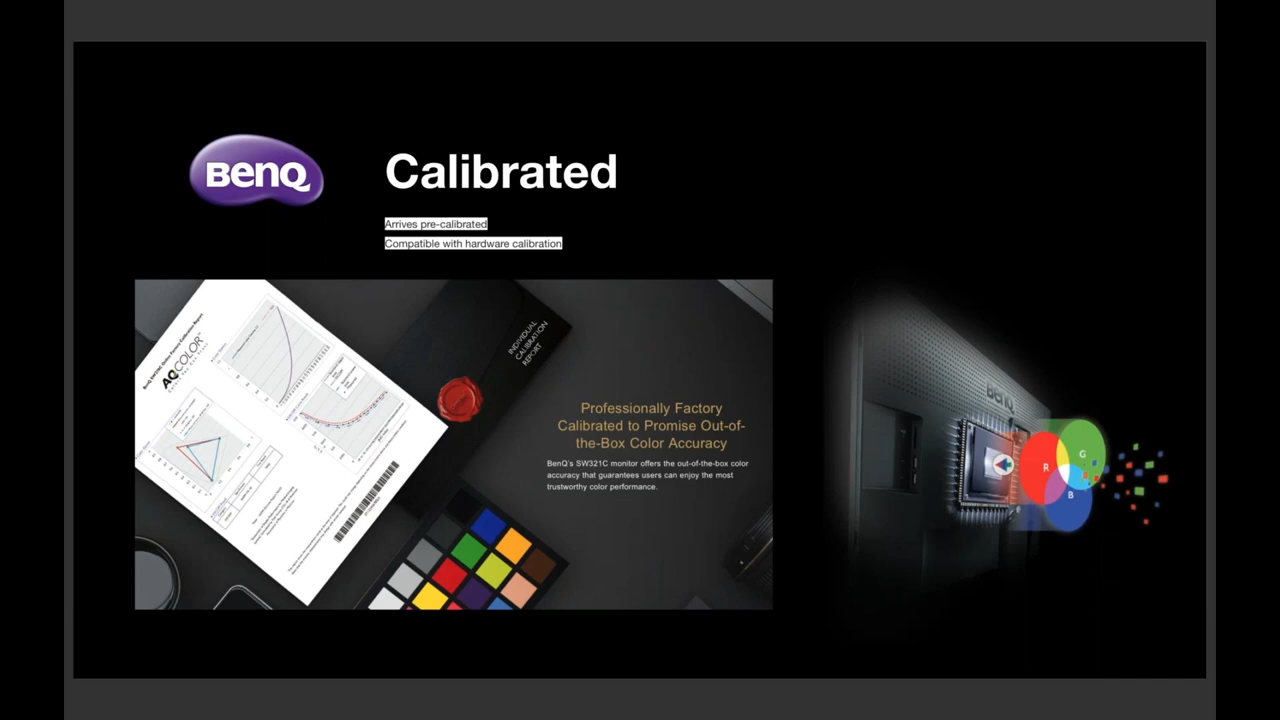 BenQ
Calibrated
Arrives pre-calibrated
Compatible with hardware calibration
AQCOLOR™
INDIVIDUAL
CALIBRATION
REPORT
Professionally Factory
Calibrated to Promise Out-of-
the-Box Color Accuracy
BenQ's SW321C monitor offers the out-of-the-box color
accuracy that guarantees users can enjoy the most
trustworthy color performance.
BenQ
R
G
B